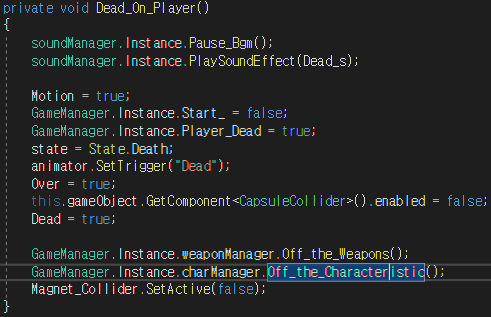 private void Dead_On_Player()
{
soundManager.Instance.Pause_Bgm();
soundManager.Instance.PlaySoundEffect(Dead_s);
Motion = true;
GameManager.Instance.Start_ = false;
GameManager.Instance.Player_Dead = true;
state = State.Death;
animator.SetTrigger("Dead");
Over = true;
this.gameObject.GetComponent<CapsuleCollider>().enabled = false;
Dead = true;
GameManager.Instance.weaponManager.Off_the_Weapons();
GameManager.Instance.charManager.Off_the_Characteristic();
Magnet_Collider.SetActive(false);
}